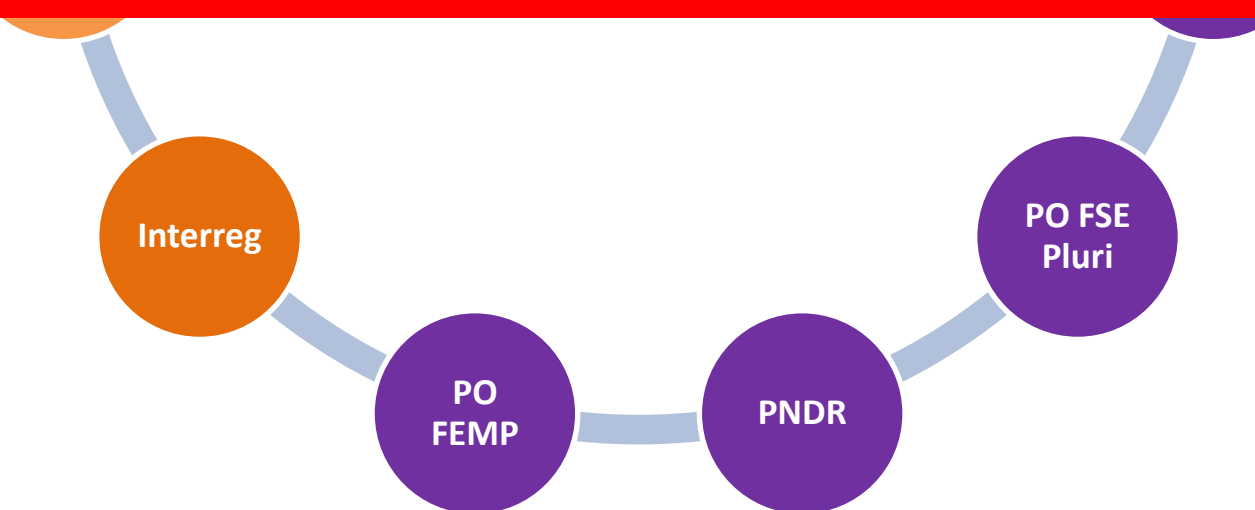 Interreg
PO
FEMP
PNDR
PO FSE
Pluri